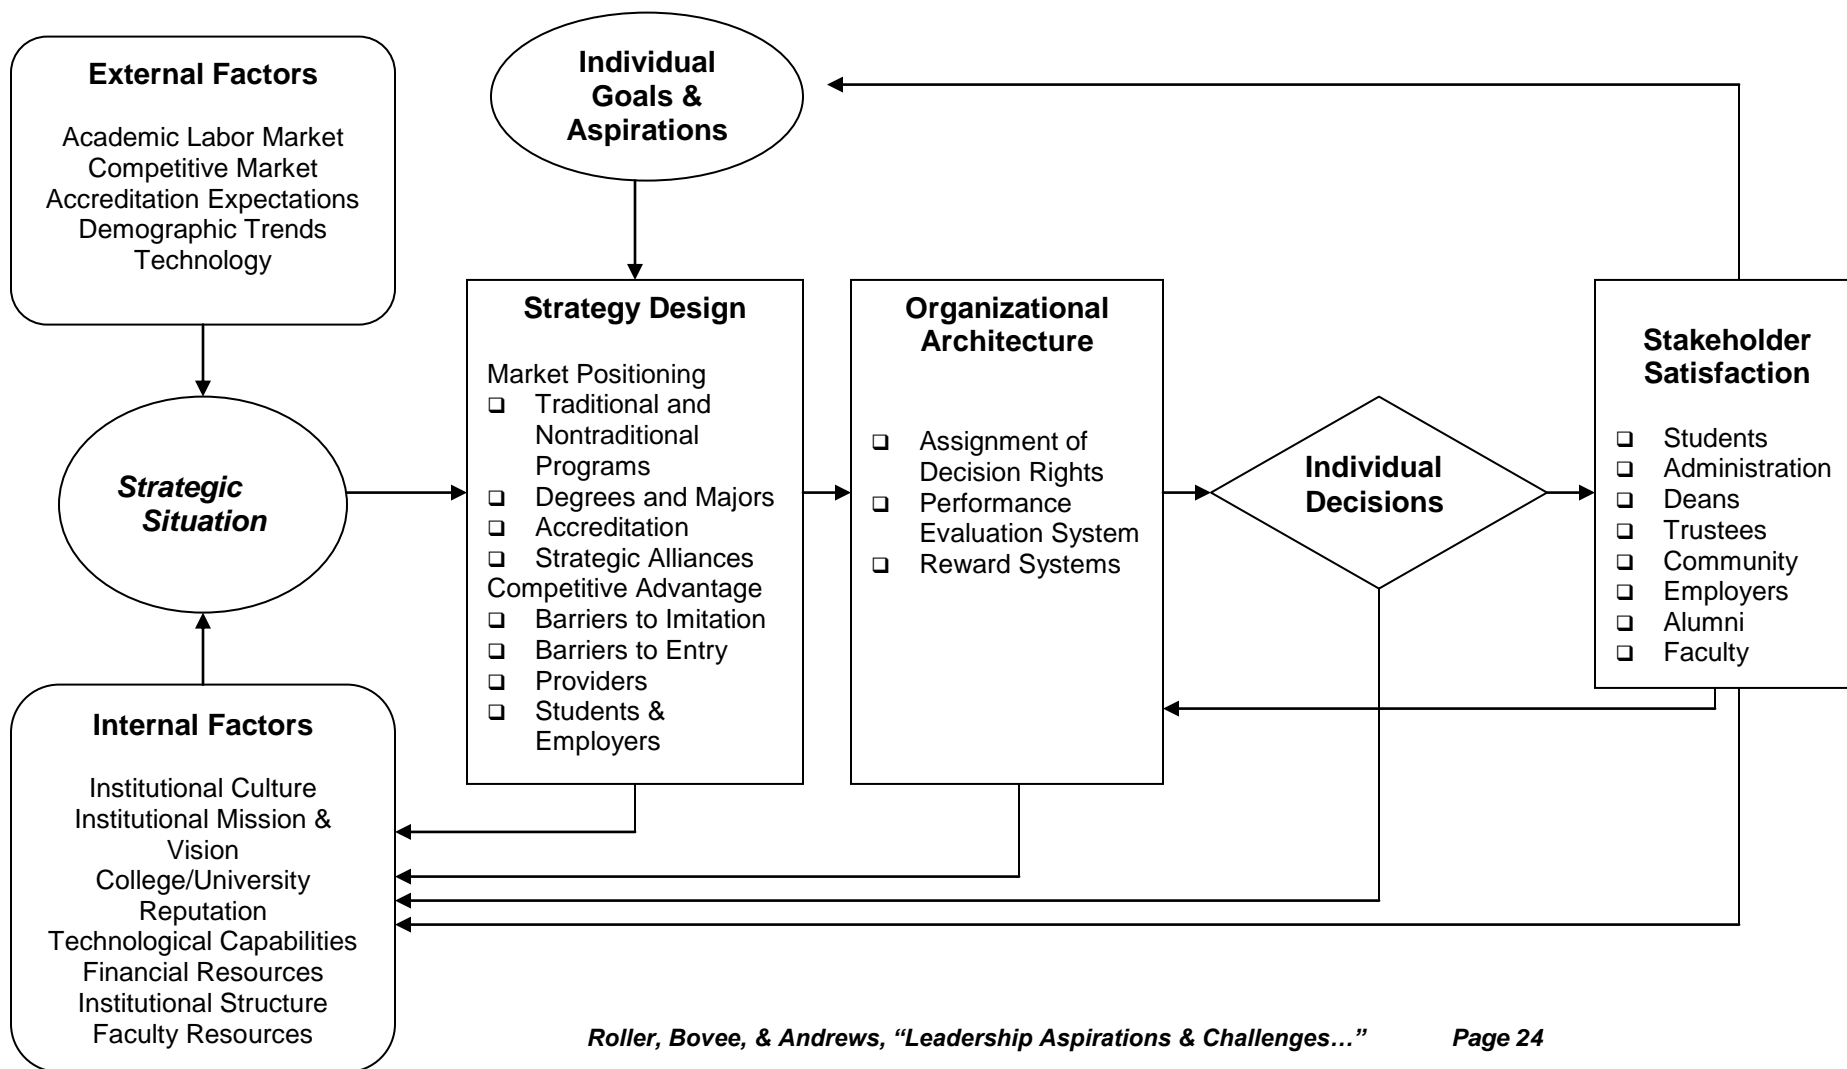 External Factors
Academic Labor Market
Competitive Market
Accreditation Expectations
Demographic Trends
Technology
Individual
Goals &
Aspirations
Strategic
Situation
Strategy Design
Market Positioning
❑ Traditional and
Nontraditional
Programs
❑ Degrees and Majors
❑ Accreditation
❑ Strategic Alliances
Competitive Advantage
❑ Barriers to Imitation
❑ Barriers to Entry
❑ Providers
❑ Students &
Employers
Organizational
Architecture
❑ Assignment of
Decision Rights
❑ Performance
Evaluation System
❑ Reward Systems
Individual
Decisions
Stakeholder
Satisfaction
❑ Students
❑ Administration
❑ Deans
❑ Trustees
❑ Community
❑ Employers
❑ Alumni
❑ Faculty
Internal Factors
Institutional Culture
Institutional Mission &
Vision
College/University
Reputation
Technological Capabilities
Financial Resources
Institutional Structure
Faculty Resources
Roller, Bovee, & Andrews, “Leadership Aspirations & Challenges…” Page 24